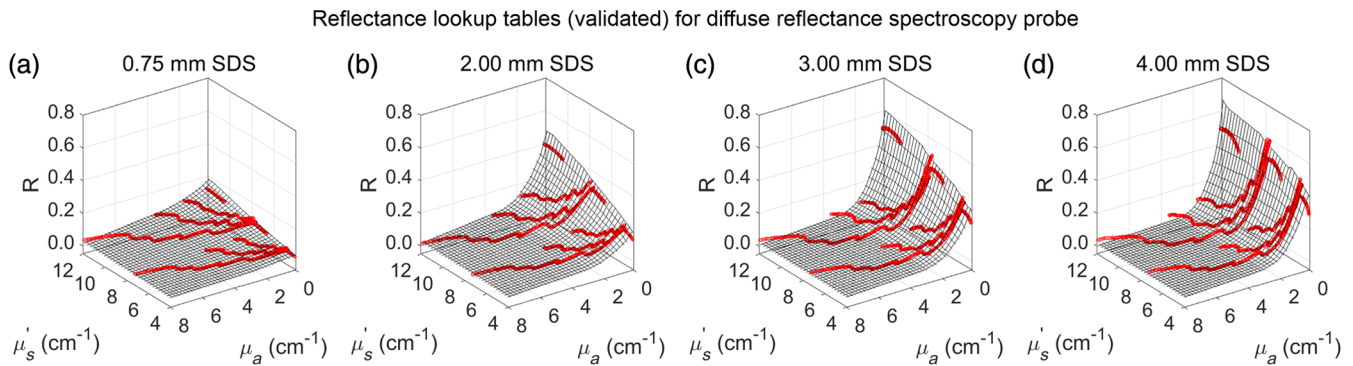 Reflectance lookup tables (validated) for diffuse reflectance spectroscopy probe
(a) 0.75 mm SDS
(b) 2.00 mm SDS
(c) 3.00 mm SDS
(d) 4.00 mm SDS
0.8 0.8 0.8 0.8
0.6 0.6 0.6 0.6
R 0.4 R 0.4 R 0.4 R 0.4
0.2 0.2 0.2 0.2
0.0 0.0 0.0 0.0
12 10 8 6 4 8 6 4 2 0
12 10 8 6 4 8 6 4 2 0
12 10 8 6 4 8 6 4 2 0
12 10 8 6 4 8 6 4 2 0
μs' (cm-1) μa (cm-1)
μs' (cm-1) μa (cm-1)
μs' (cm-1) μa (cm-1)